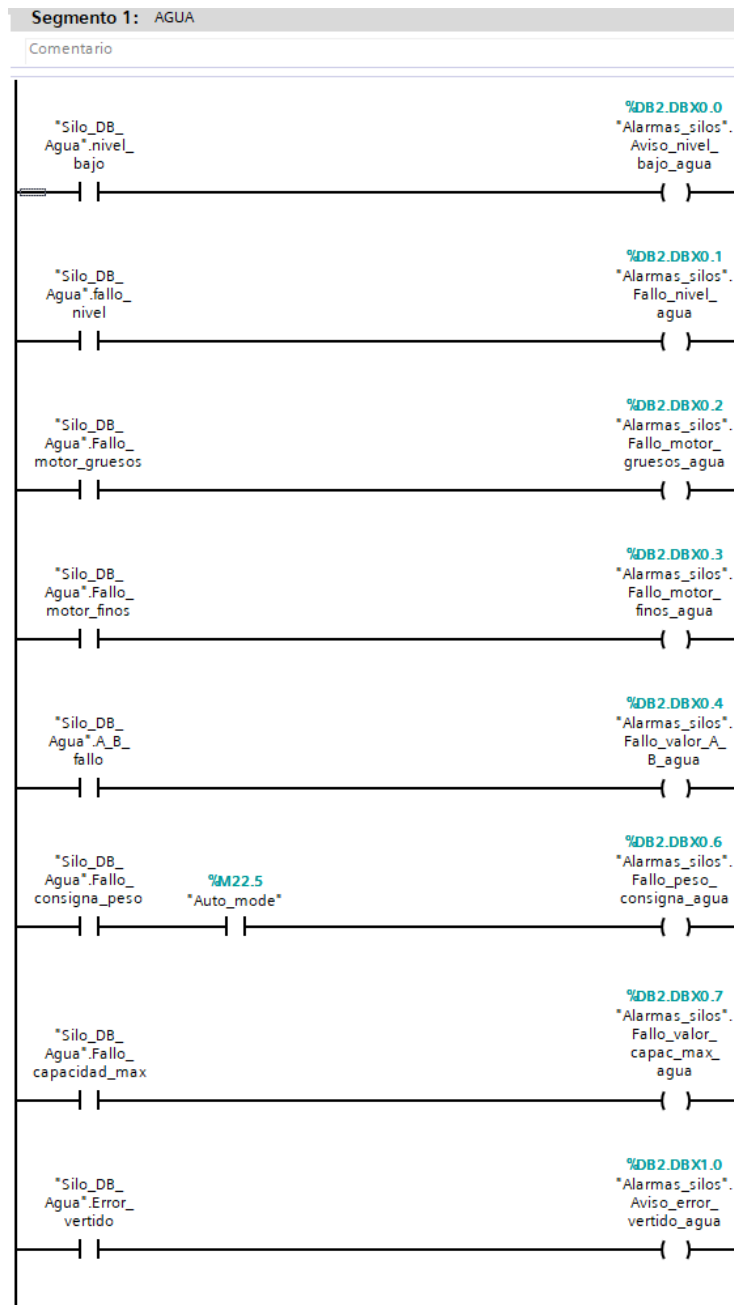 Segmento 1: AGUA
Comentario
"Silo_DB_
Agua".nivel_
bajo
%DB2.DBX0.0
"Alarmas_silos".
Aviso_nivel_
bajo_agua
"Silo_DB_
Agua".fallo_
nivel
%DB2.DBX0.1
"Alarmas_silos".
Fallo_nivel_
agua
"Silo_DB_
Agua".Fallo_
motor_gruesos
%DB2.DBX0.2
"Alarmas_silos".
Fallo_motor_
gruesos_agua
"Silo_DB_
Agua".Fallo_
motor_finos
%DB2.DBX0.3
"Alarmas_silos".
Fallo_motor_
finos_agua
"Silo_DB_
Agua".A_B_
fallo
%DB2.DBX0.4
"Alarmas_silos".
Fallo_valor_A_
B_agua
"Silo_DB_
Agua".Fallo_
consigna_peso
%M22.5
"Auto_mode"
%DB2.DBX0.6
"Alarmas_silos".
Fallo_peso_
consigna_agua
"Silo_DB_
Agua".Fallo_
capacidad_max
%DB2.DBX0.7
"Alarmas_silos".
Fallo_valor_
capac_max_
agua
"Silo_DB_
Agua".Error_
vertido
%DB2.DBX1.0
"Alarmas_silos".
Aviso_error_
vertido_agua